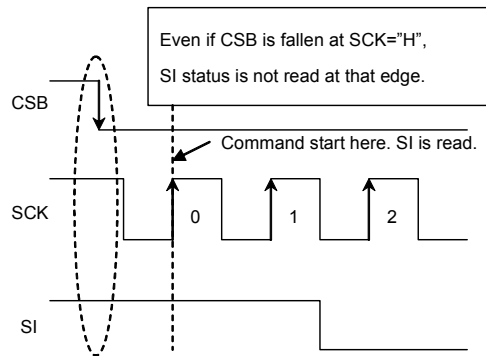 Even if CSB is fallen at SCK=”H”,
SI status is not read at that edge.
CSB
Command start here. SI is read.
SCK
0
1
2
SI